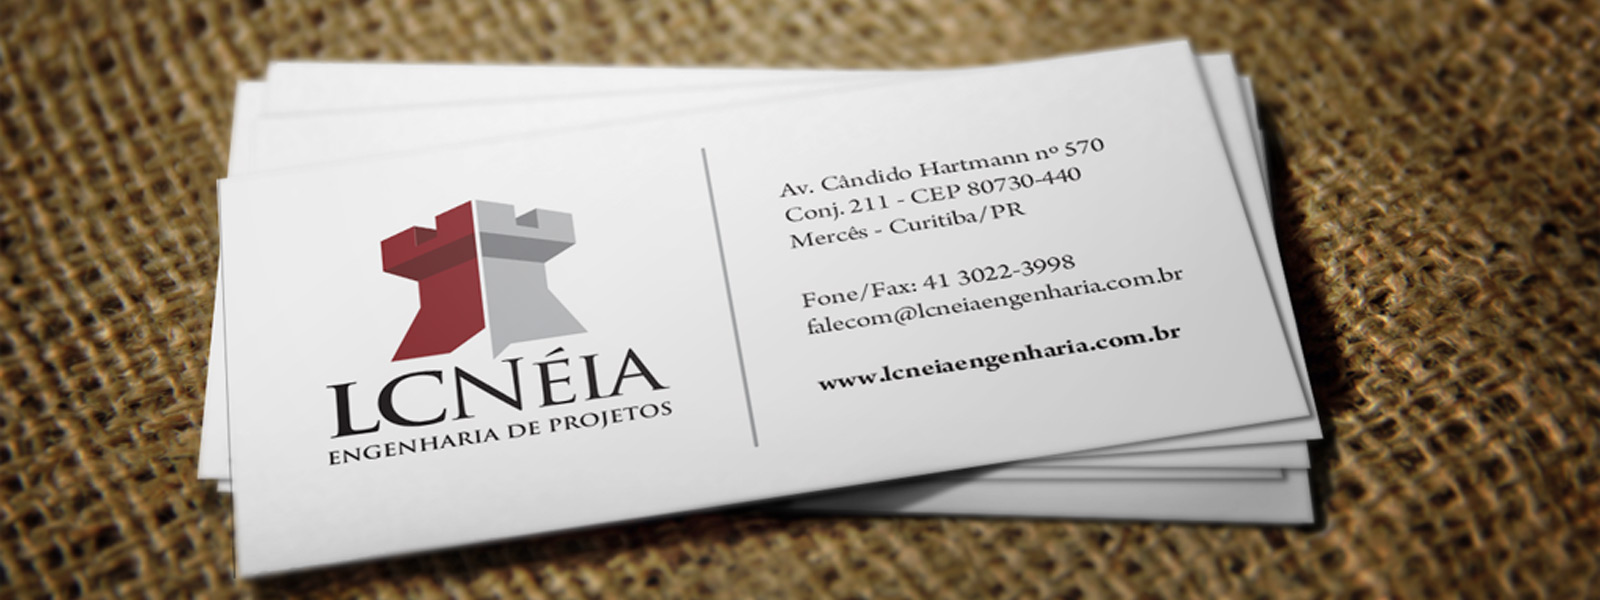 LCNÉIA
ENGENHARIA DE PROJETOS
Av. Cândido Hartmann nº 570
Conj. 211 - CEP 80730-440
Mercês - Curitiba/PR
Fone/Fax: 41 3022-3998
falecom@lcneiaengenharia.com.br
www.lcneiaengenharia.com.br